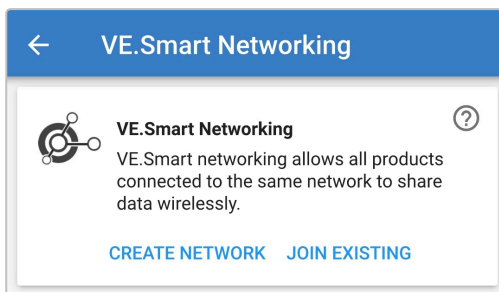 VE.Smart Networking
VE.Smart Networking
VE.Smart networking allows all products
connected to the same network to share
data wirelessly.
CREATE NETWORK JOIN EXISTING